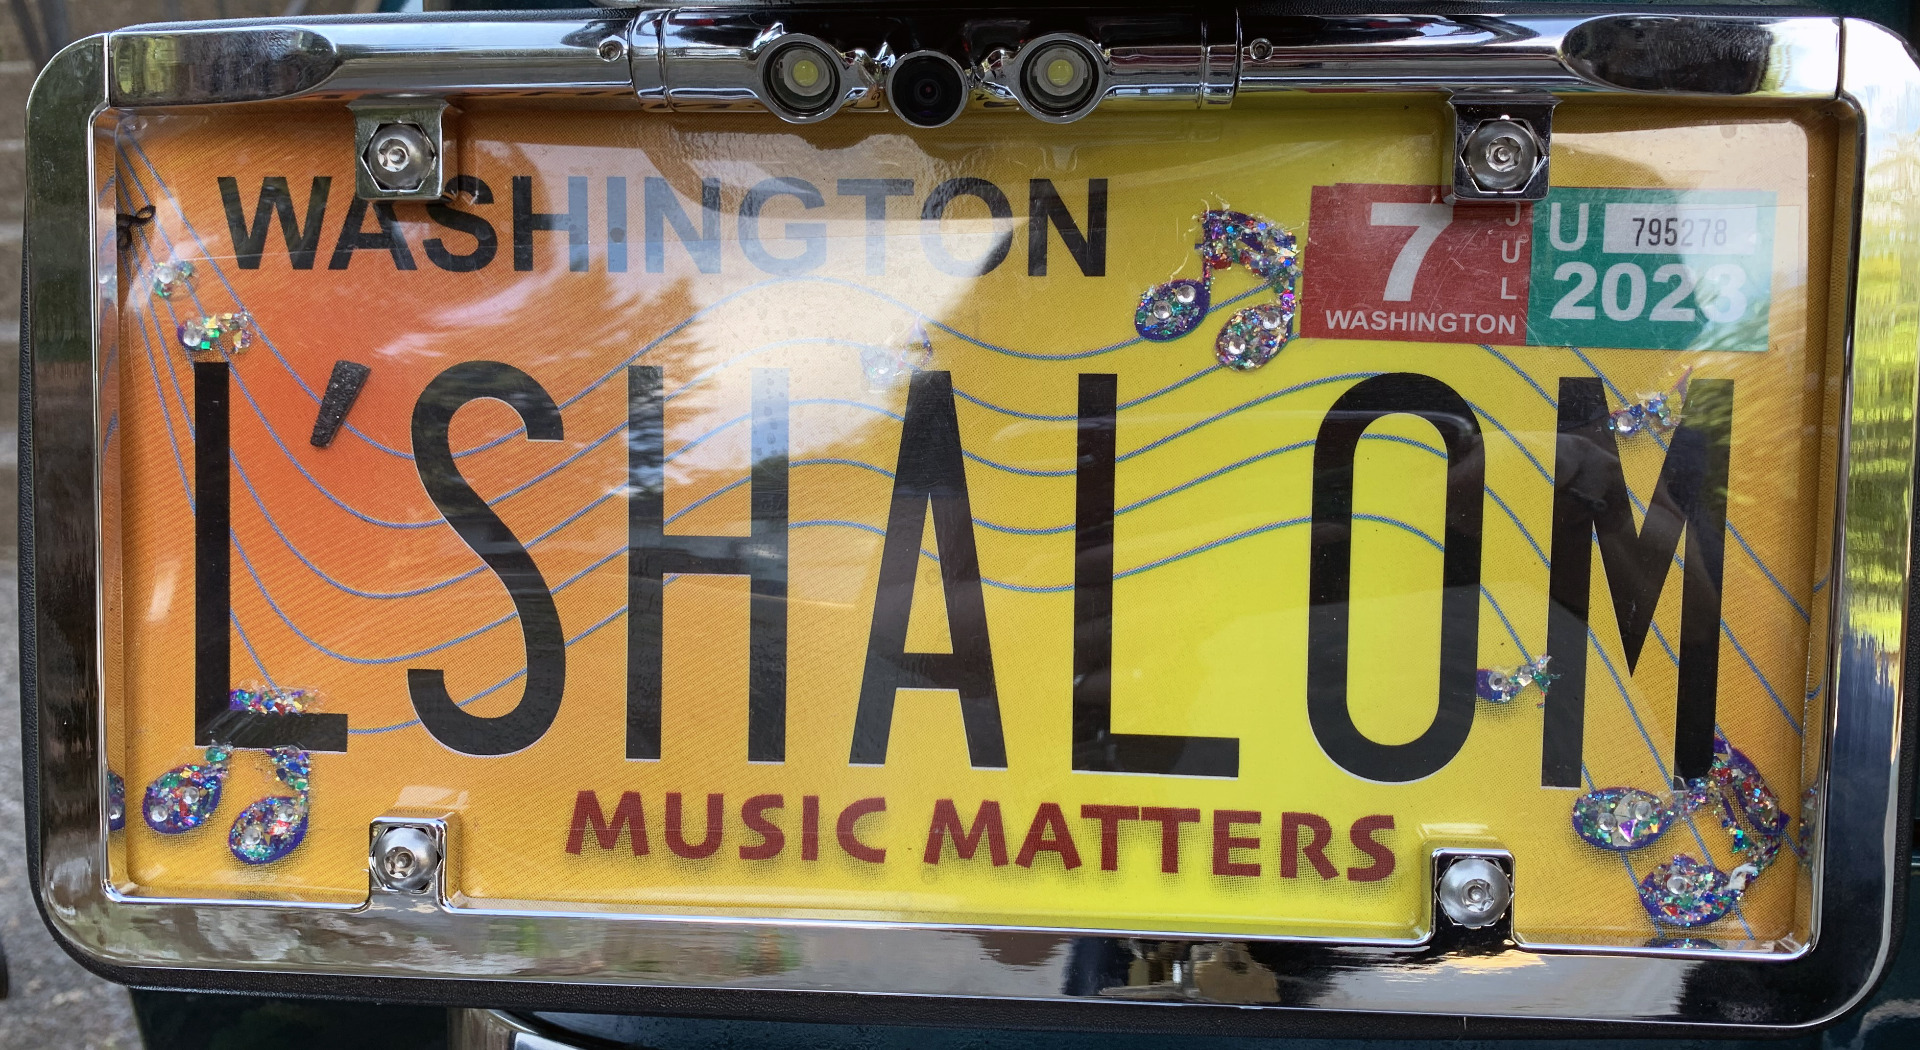 WASHINGTON
7 JUL WASHINGTON
U 795278
2023
L'SHALOM
MUSIC MATTERS